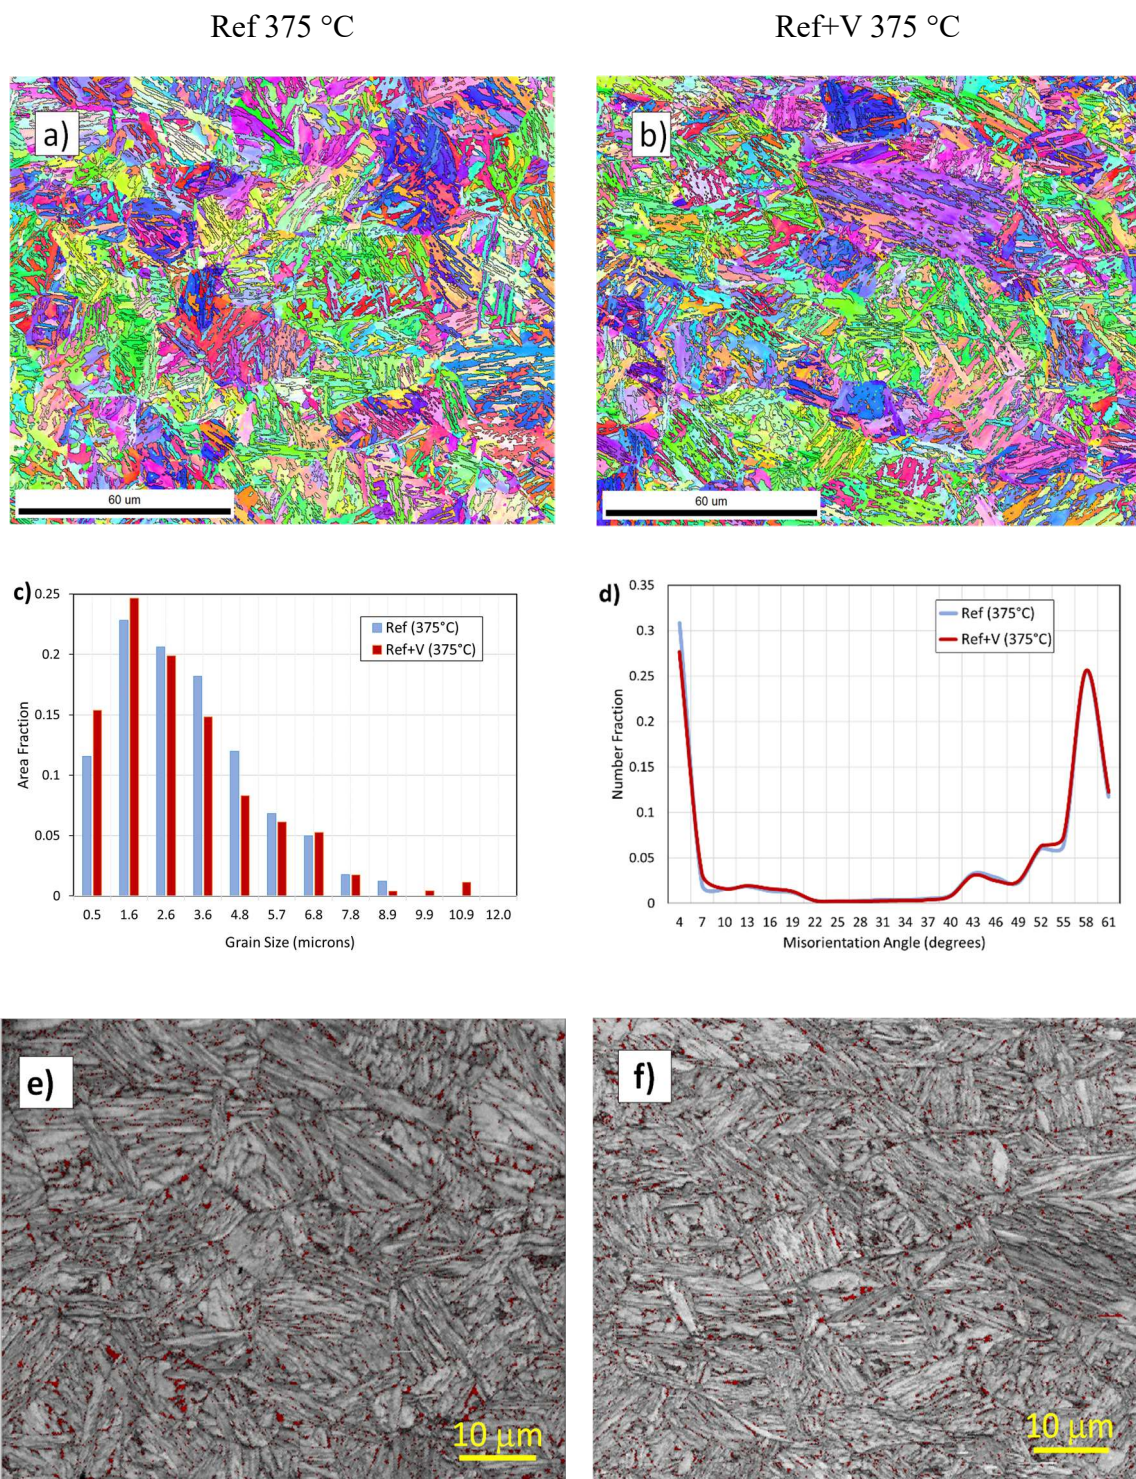 Ref 375 °C
Ref+V 375 °C
a)
b)
60 um
60 um
c)
0.25
0.2
0.15
0.1
0.05
0
Area Fraction
Ref (375°C)
Ref+V (375°C)
0.5 1.6 2.6 3.6 4.8 5.7 6.8 7.8 8.9 9.9 10.9 12.0
Grain Size (microns)
d)
0.35
0.3
0.25
0.2
0.15
0.1
0.05
0
Number Fraction
Ref (375°C)
Ref+V (375°C)
4 7 10 13 16 19 22 25 28 31 34 37 40 43 46 49 52 55 58 61
Misorientation Angle (degrees)
e)
f)
10 μm
10 μm